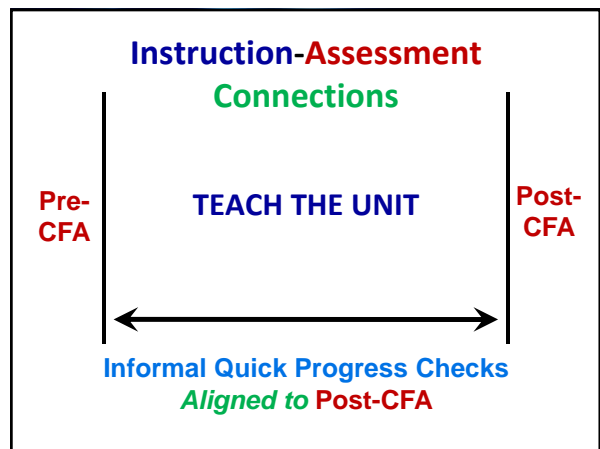 Instruction-Assessment
Connections
Pre-
CFA
TEACH THE UNIT
Post-
CFA
Informal Quick Progress Checks
Aligned to Post-CFA